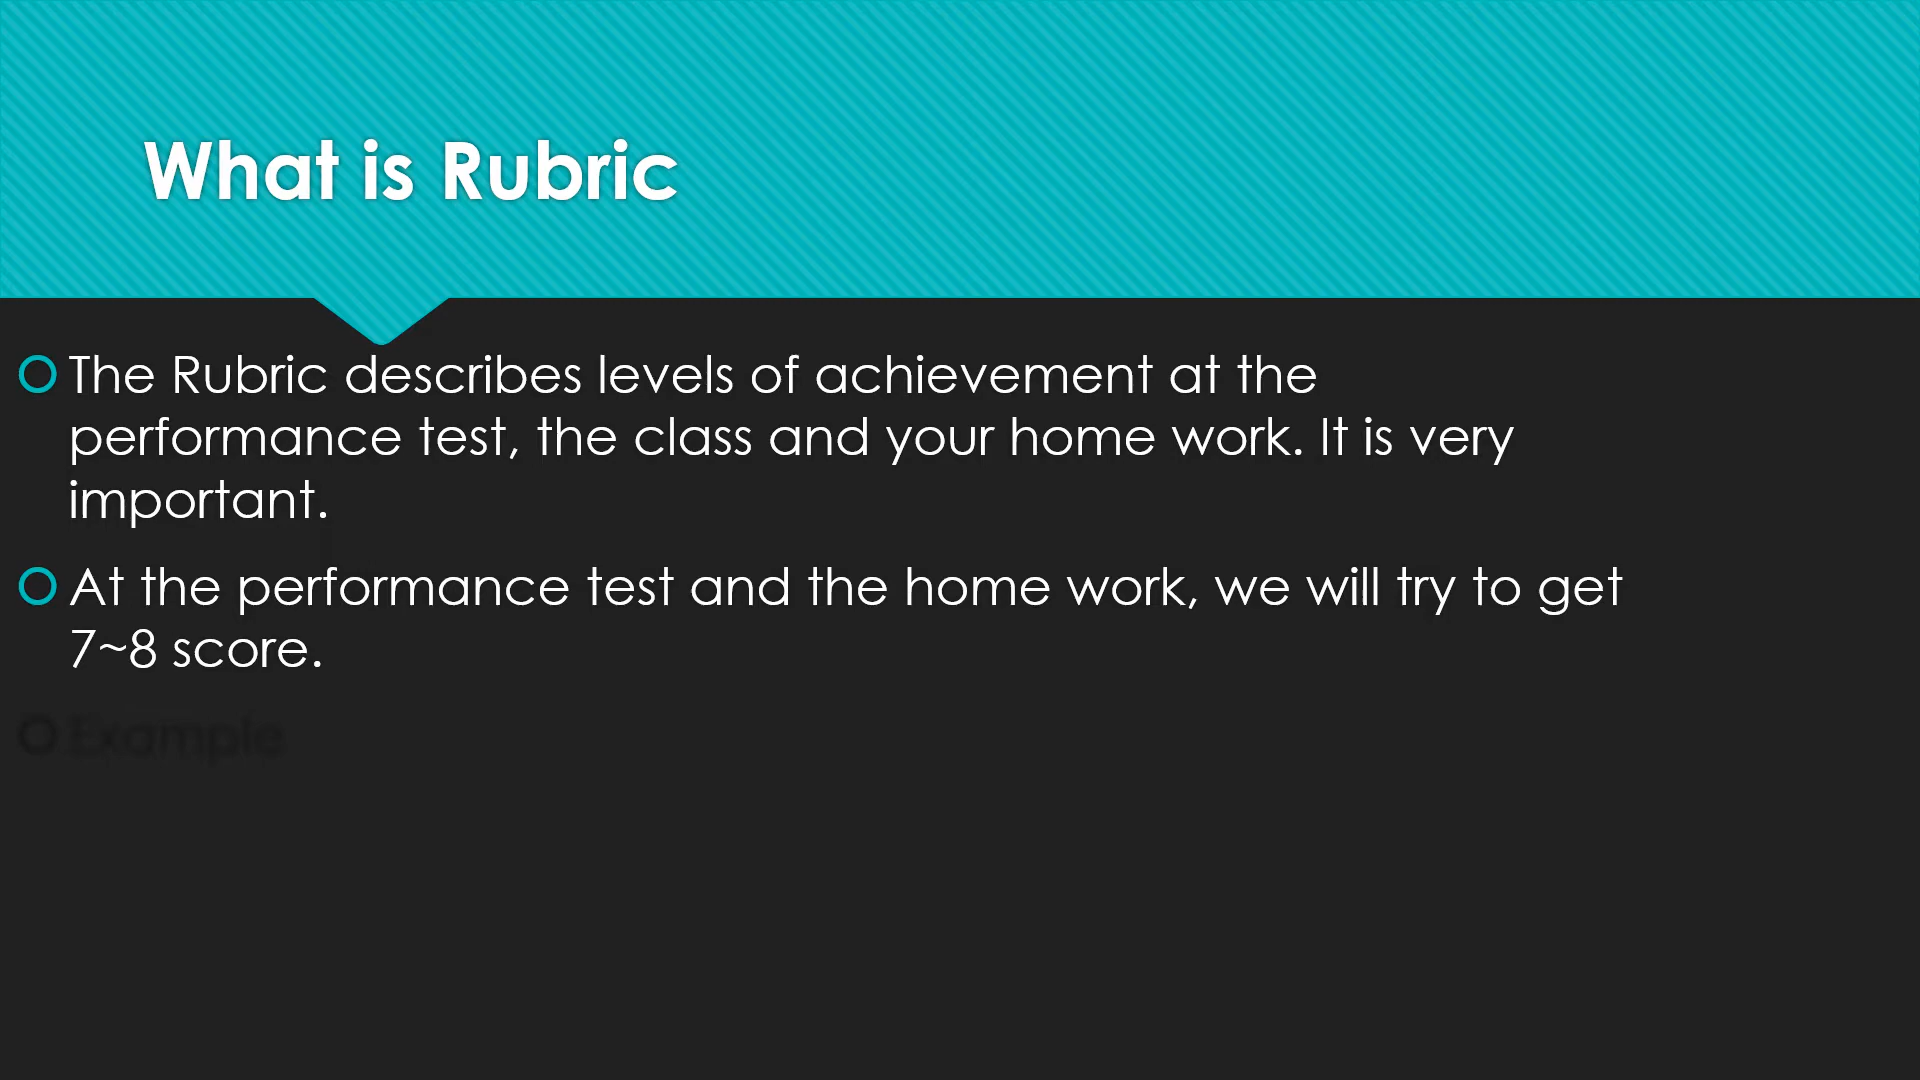 What is Rubric
The Rubric describes levels of achievement at the
performance test, the class and your home work. It is very
important.
At the performance test and the home work, we will try to get
7~8 score.
Example